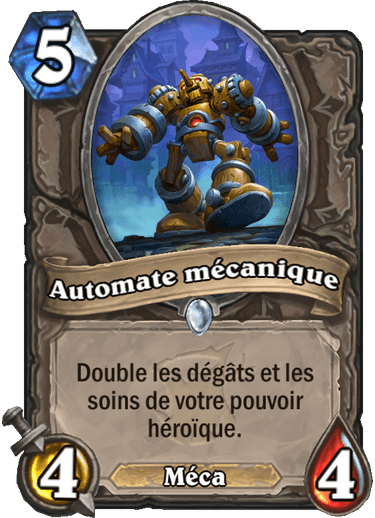 5
Automate mécanique
Double les dégâts et les
soins de votre pouvoir
héroïque.
4
Méca
4